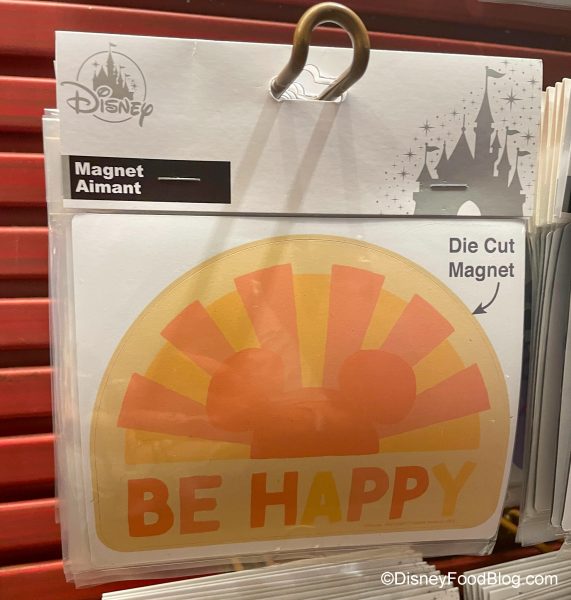 Disney
Magnet
Aimant
Die Cut
Magnet
BE HAPPY
©DisneyFoodBlog.com